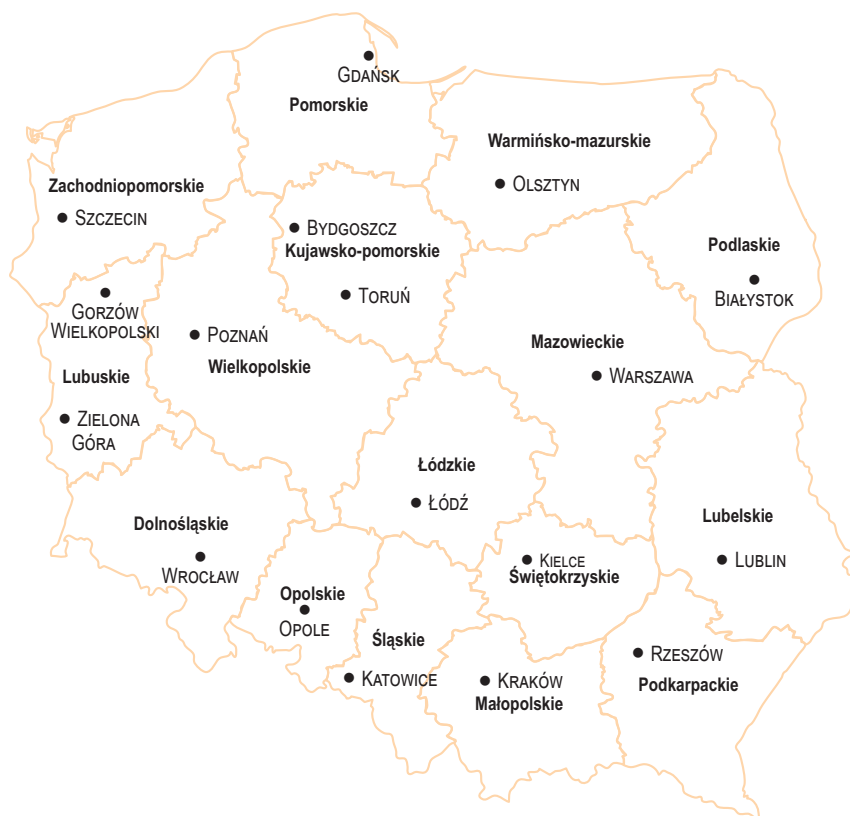 GDAŃSK
Pomorskie
Warmińsko-mazurskie
OLSZTYN
Zachodniopomorskie
SZCZECIN
BYDGOSZCZ
Kujawsko-pomorskie
TORUŃ
Podlaskie
BIAŁYSTOK
GORZÓW
WIELKOPOLSKI
Lubuskie
ZIELONA
GÓRA
POZNAŃ
Wielkopolskie
Mazowieckie
WARSZAWA
Łódzkie
ŁÓDŹ
Dolnośląskie
WROCŁAW
Lubelskie
LUBLIN
KIELCE
Świętokrzyskie
Opolskie
OPOLE
Śląskie
KATOWICE
KRAKÓW
Małopolskie
RZESZÓW
Podkarpackie